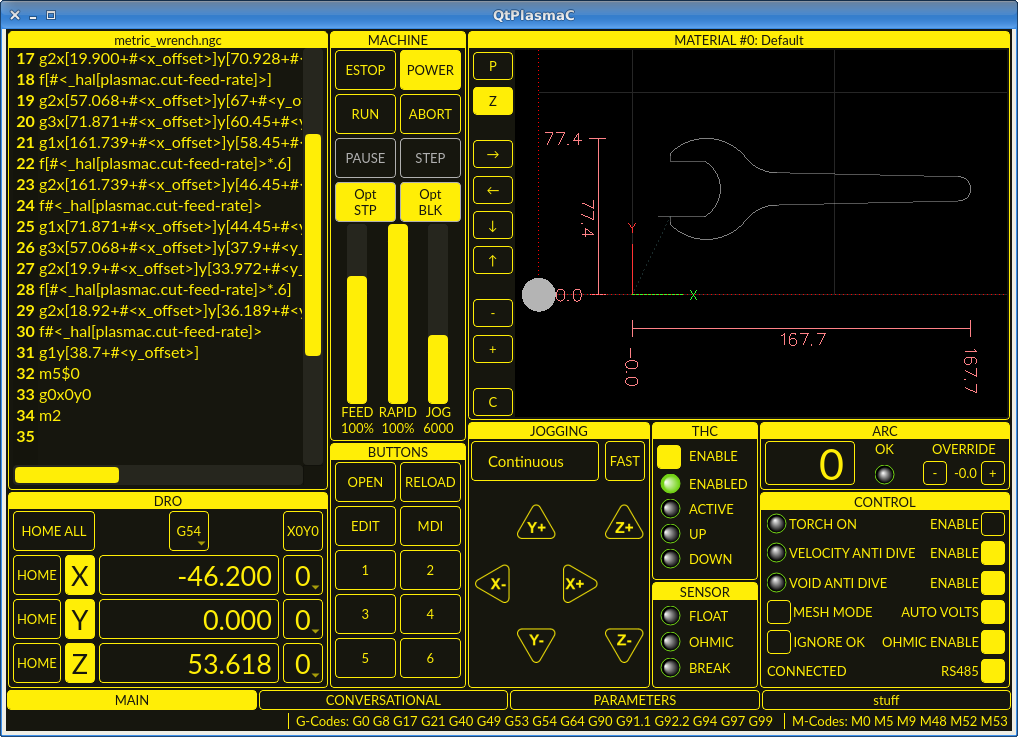 QtPlasmaC
metric_wrench.ngc
17 g2x[19.900+#<x_offset>]y[70.928+#
18 f[#<_hal[plasmac.cut-feed-rate]>]
19 g2x[57.068+#<x_offset>]y[67+#<y_o
20 g3x[71.871+#<x_offset>]y[60.45+#<
21 g1x[161.739+#<x_offset>]y[58.45+#
22 f[#<_hal[plasmac.cut-feed-rate]>*.6]
23 g2x[161.739+#<x_offset>]y[46.45+#
24 f#<_hal[plasmac.cut-feed-rate]>
25 g1x[71.871+#<x_offset>]y[44.45+#<
26 g3x[57.068+#<x_offset>]y[37.9+#<y_
27 g2x[19.9+#<x_offset>]y[33.972+#<y_
28 f[#<_hal[plasmac.cut-feed-rate]>*.6]
29 g2x[18.92+#<x_offset>]y[36.189+#<
30 f#<_hal[plasmac.cut-feed-rate]>
31 g1y[38.7+#<y_offset>]
32 m5$0
33 g0x0y0
34 m2
35
MACHINE
ESTOP POWER
RUN ABORT
PAUSE STEP
Opt STP Opt BLK
FEED RAPID JOG
100% 100% 6000
MATERIAL #0: Default
P
Z
→
←
↓
↑
-
+
C
77.4
77.4
0.0
Y
X
167.7
-0.0
167.7
DRO
HOME ALL G54 X0Y0
HOME X -46.200 0
HOME Y 0.000 0
HOME Z 53.618 0
BUTTONS
OPEN RELOAD
EDIT MDI
1 2
3 4
5 6
JOGGING
Continuous FAST
Y+ Z+
X- X+
Y- Z-
THC
ENABLE
ENABLED
ACTIVE
UP
DOWN
SENSOR
FLOAT
OHMIC
BREAK
ARC
0 OK OVERRIDE
- -0.0 +
CONTROL
TORCH ON ENABLE
VELOCITY ANTI DIVE ENABLE
VOID ANTI DIVE ENABLE
MESH MODE AUTO VOLTS
IGNORE OK OHMIC ENABLE
CONNECTED RS485
MAIN CONVERSATIONAL PARAMETERS stuff
G-Codes: G0 G8 G17 G21 G40 G49 G53 G54 G64 G90 G91.1 G92.2 G94 G97 G99 M-Codes: M0 M5 M9 M48 M52 M53